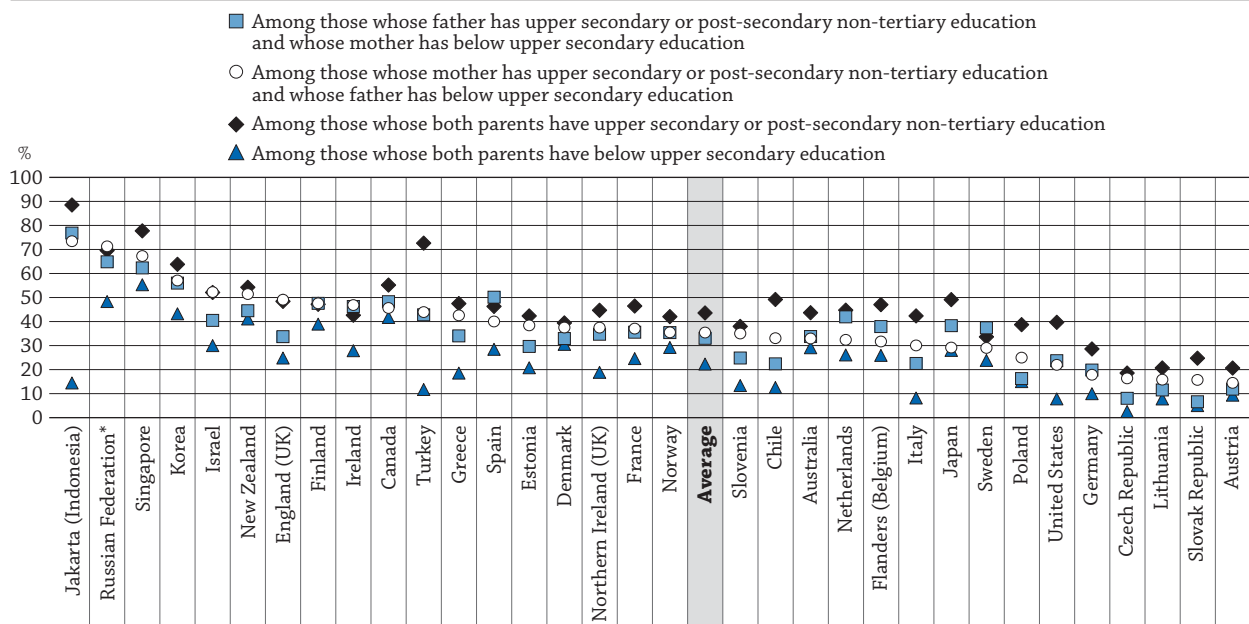 Among those whose father has upper secondary or post-secondary non-tertiary education
and whose mother has below upper secondary education
Among those whose mother has upper secondary or post-secondary non-tertiary education
and whose father has below upper secondary education
Among those whose both parents have upper secondary or post-secondary non-tertiary education
Among those whose both parents have below upper secondary education
%
100
90
80
70
60
50
40
30
20
10
0
Jakarta (Indonesia)
Russian Federation*
Singapore
Korea
Israel
New Zealand
England (UK)
Finland
Ireland
Canada
Turkey
Greece
Spain
Estonia
Denmark
Northern Ireland (UK)
France
Norway
Average
Slovenia
Chile
Australia
Netherlands
Flanders (Belgium)
Italy
Japan
Sweden
Poland
United States
Germany
Czech Republic
Lithuania
Slovak Republic
Austria